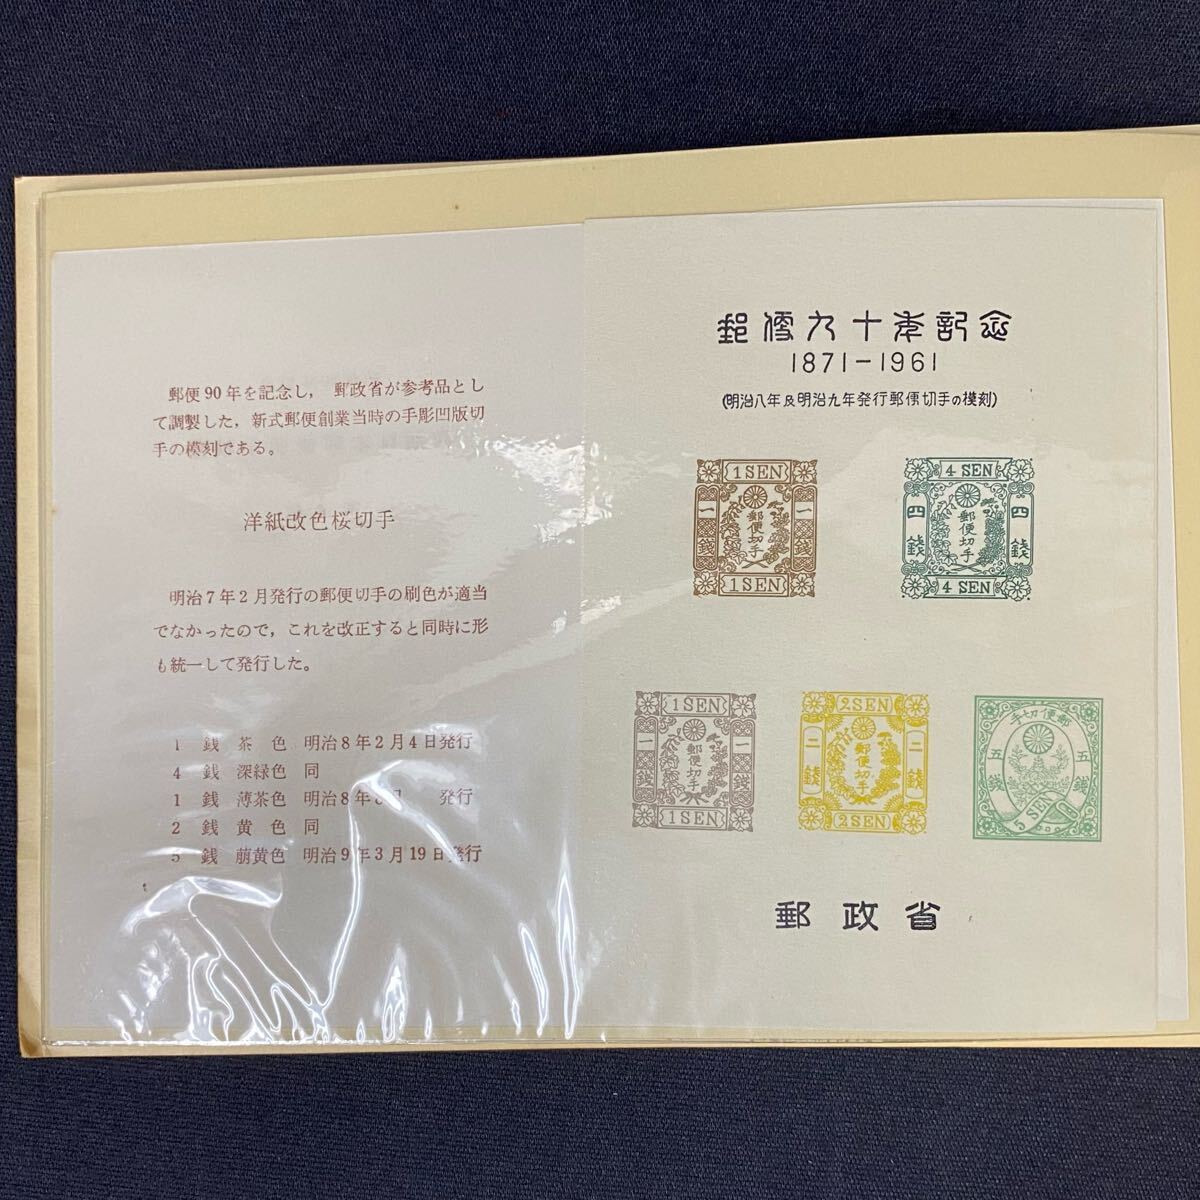 郵便90年を記念し, 郵政省が参考品とし
て調製した, 新式郵便創業当時の手彫凹版切
手の模刻である。
洋紙改色桜切手
明治7年2月発行の郵便切手の刷色が適当
でなかったので, これを改正すると同時に形
も統一して発行した。
1 銭 茶 色 明治8年2月4日発行
4 銭 深緑色 同
1 銭 薄茶色 明治8年 月 発行
2 銭 黄 色 同
5 銭 萠黄色 明治9年3月19日発行
郵便九十年記念
1871-1961
(明治八年及明治九年発行郵便切手の模刻)
1 SEN
一銭
郵便切手
一銭
1 SEN
4 SEN
四錢
郵便切手
四錢
4 SEN
1 SEN
一銭
郵便切手
一銭
1 SEN
2 SEN
二錢
郵便切手
二錢
2 SEN
手切便郵
五錢
五錢
5 SEN
郵政省